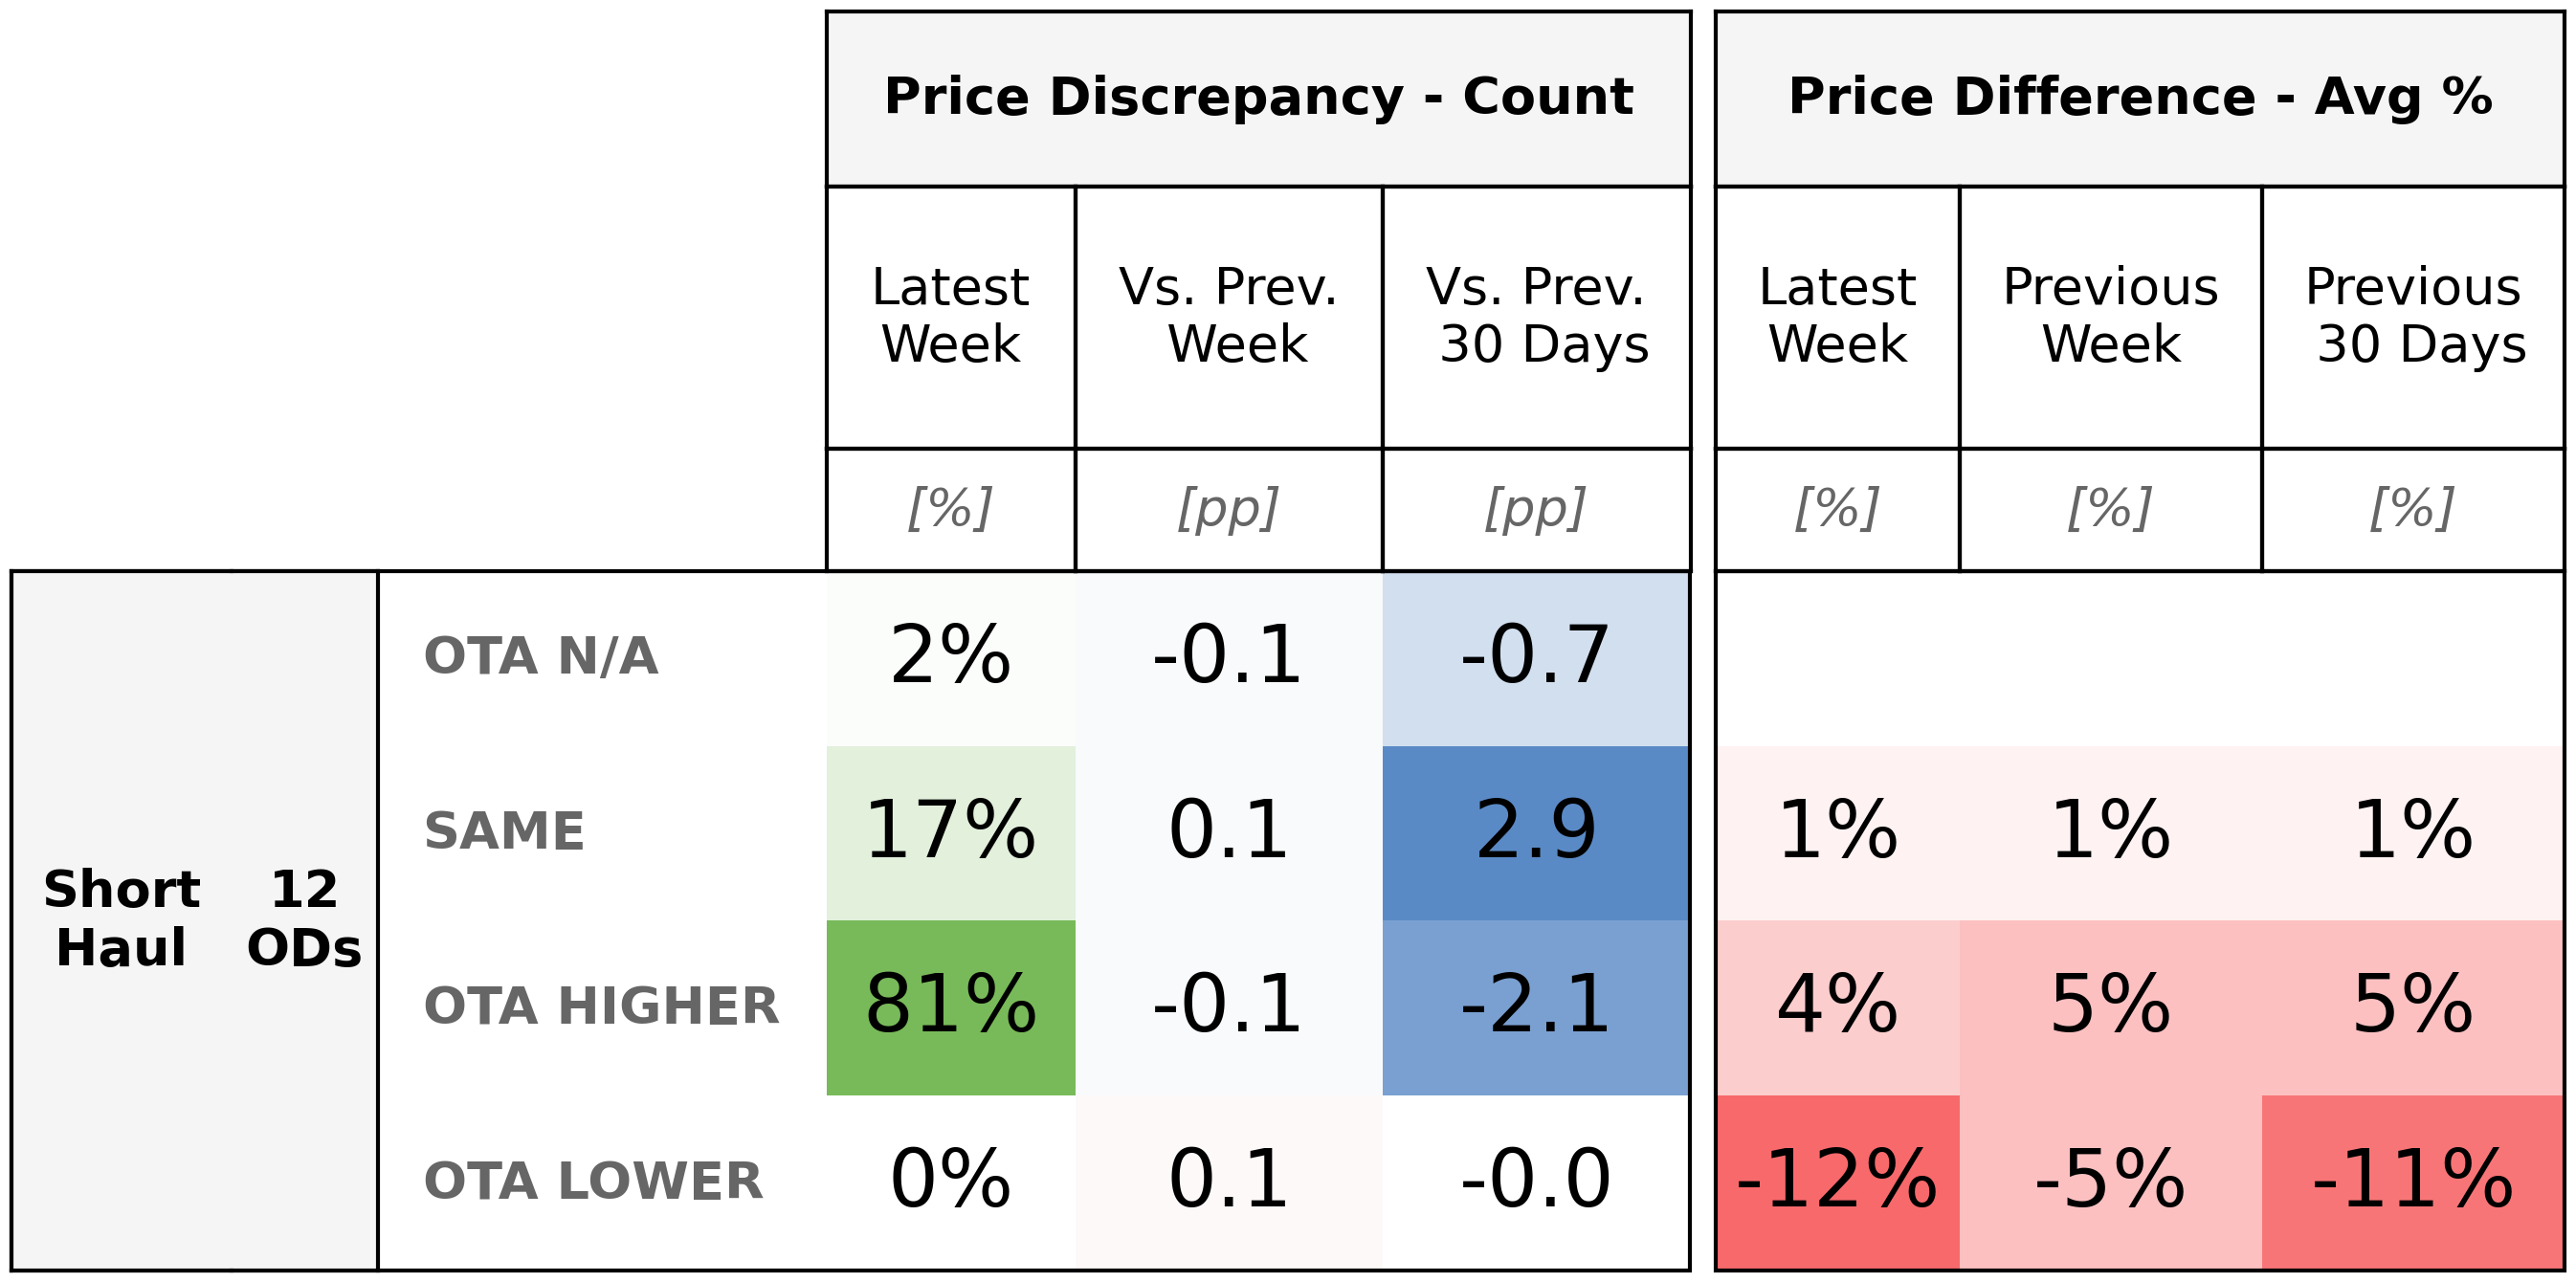 Price Discrepancy - Count Price Difference - Avg %
Latest Vs. Prev. Vs. Prev. Latest Previous Previous
Week Week 30 Days Week Week 30 Days
[%] [pp] [pp] [%] [%] [%]
OTA N/A 2% -0.1 -0.7
SAME 17% 0.1 2.9 1% 1% 1%
Short 12
Haul ODs
OTA HIGHER 81% -0.1 -2.1 4% 5% 5%
OTA LOWER 0% 0.1 -0.0 -12% -5% -11%